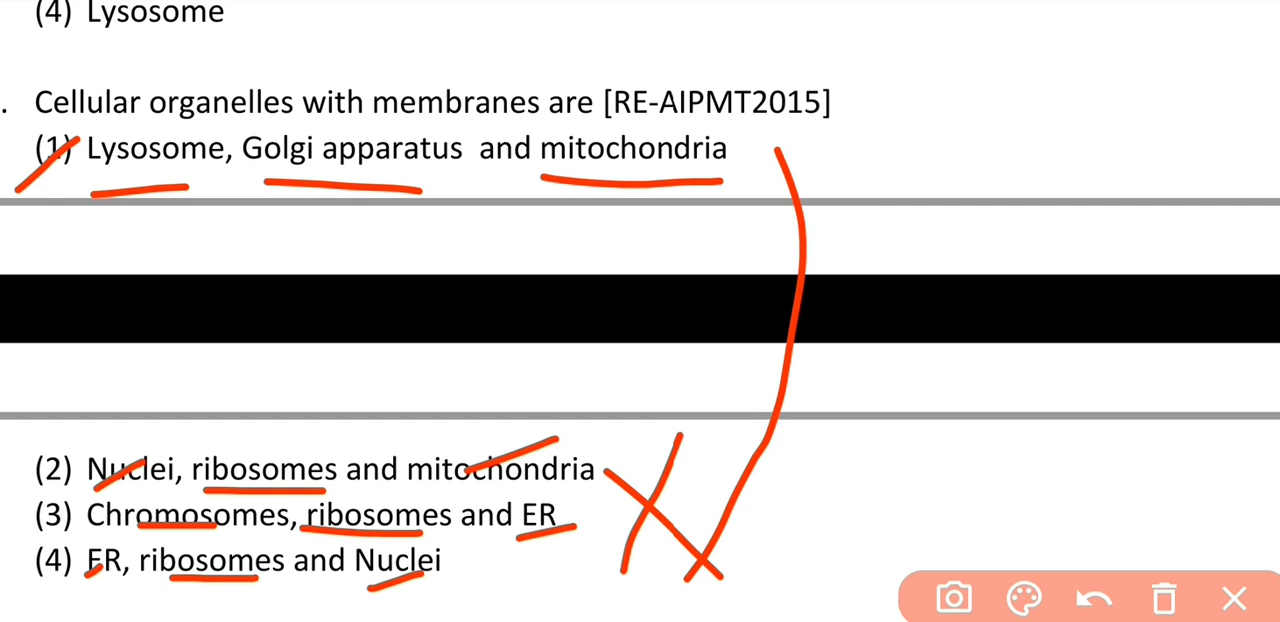 (4) Lysosome
. Cellular organelles with membranes are [RE-AIPMT2015]
(1) Lysosome, Golgi apparatus and mitochondria
(2) Nuclei, ribosomes and mitochondria
(3) Chromosomes, ribosomes and ER
(4) ER, ribosomes and Nuclei